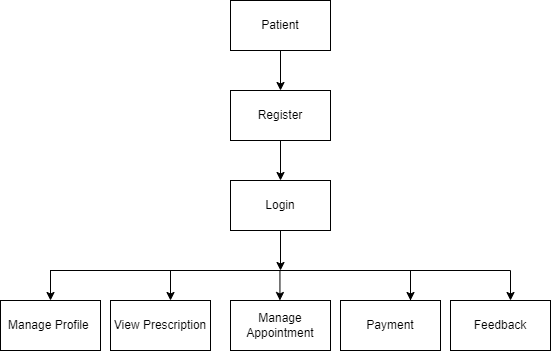 Patient
Register
Login
Manage Profile
View Prescription
Manage
Appointment
Payment
Feedback